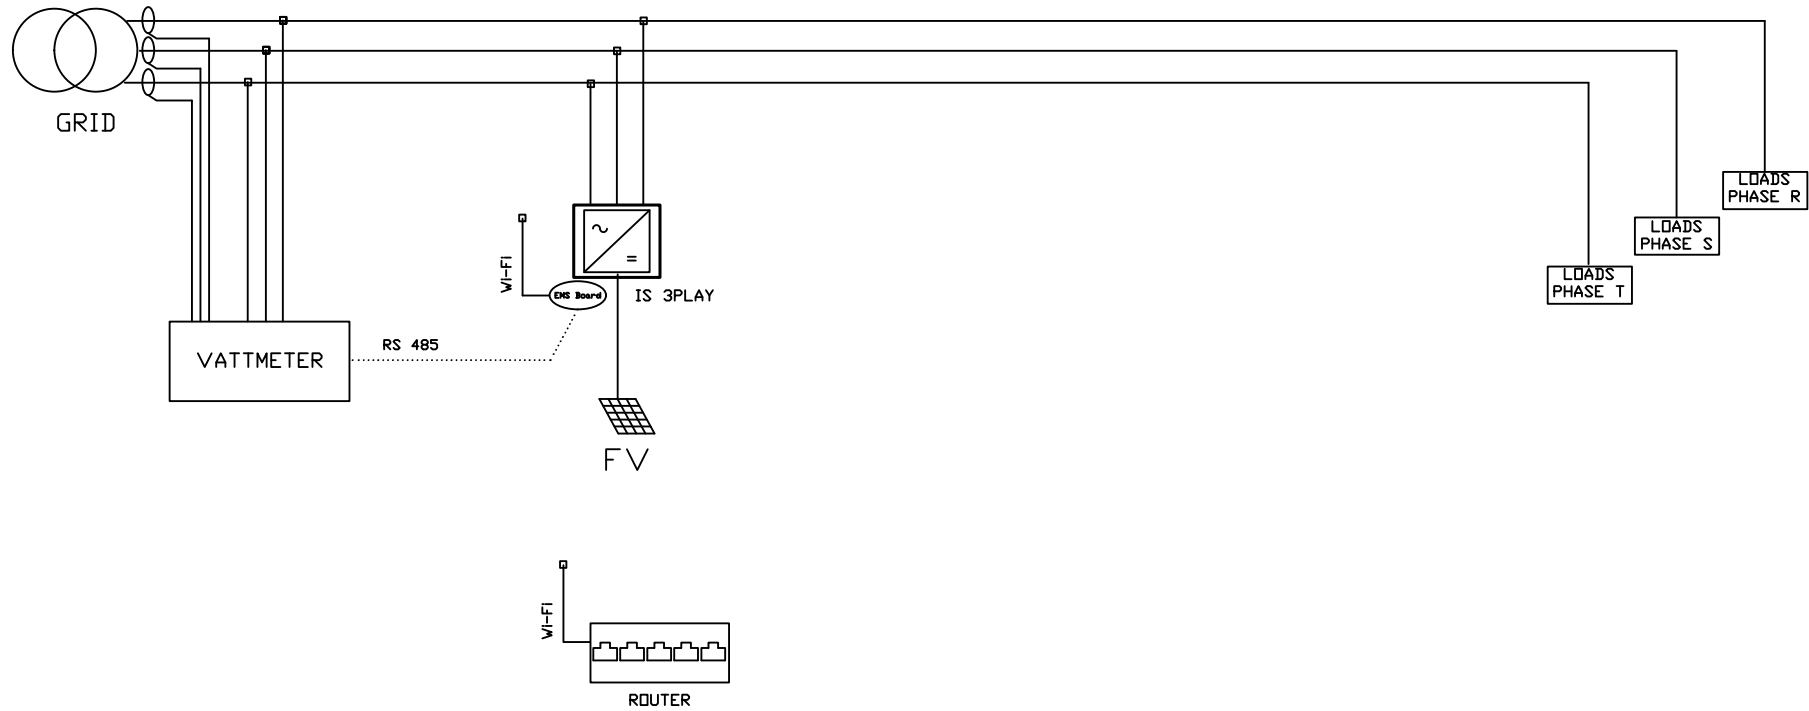 GRID
LOADS
PHASE R
LOADS
PHASE S
LOADS
PHASE T
Wi-Fi
EMS Board
IS 3PLAY
RS 485
VATTMETER
FV
Wi-Fi
ROUTER